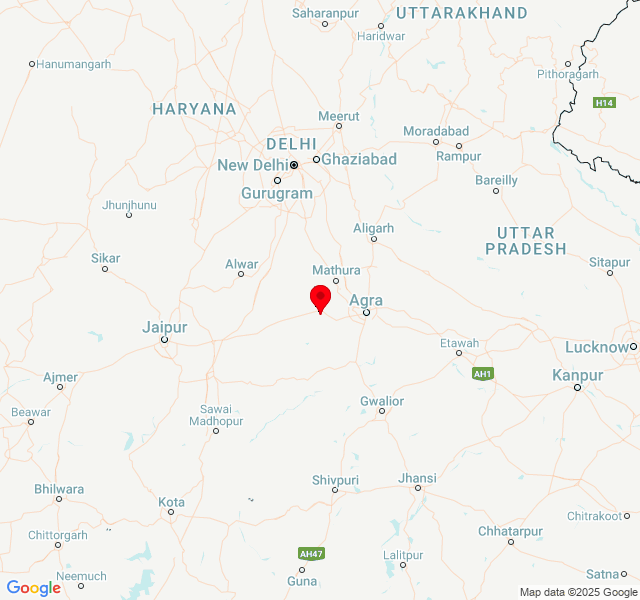 Saharanpur
UTTARAKHAND
Haridwar
Hanumangarh
Pithoragarh
HARYANA
H14
Meerut
DELHI
Moradabad
New Delhi
Ghaziabad
Rampur
Gurugram
Bareilly
Jhunjhunu
Aligarh
UTTAR
PRADESH
Sikar
Alwar
Mathura
Sitapur
Agra
Jaipur
Etawah
Lucknow
AH1
Kanpur
Ajmer
Gwalior
Beawar
Sawai
Madhopur
Shivpuri
Jhansi
Bhilwara
Kota
Chitrakoot
Chittorgarh
Chhatarpur
AH47
Lalitpur
Neemuch
Guna
Satna
Google
Map data ©2025 Google